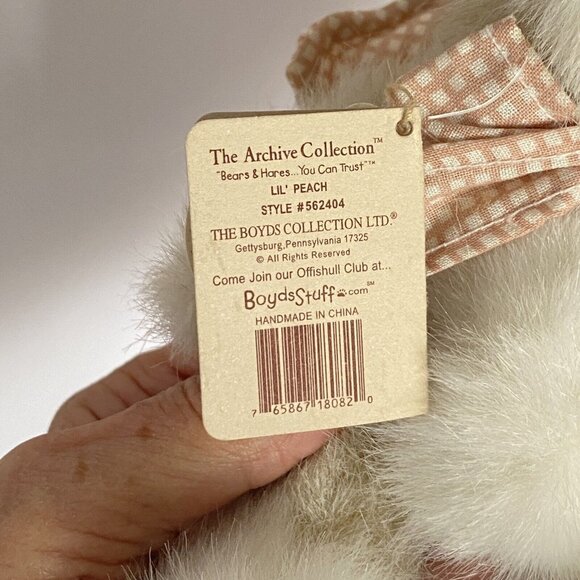 The Archive Collection™
"Bears & Hares...You Can Trust"™
LIL' PEACH
STYLE #562404
THE BOYDS COLLECTION LTD.®
Gettysburg,Pennsylvania 17325
© All Rights Reserved
Come Join our Offishull Club at...
BoydsStuff.com℠
HANDMADE IN CHINA
7 65867 18082 0